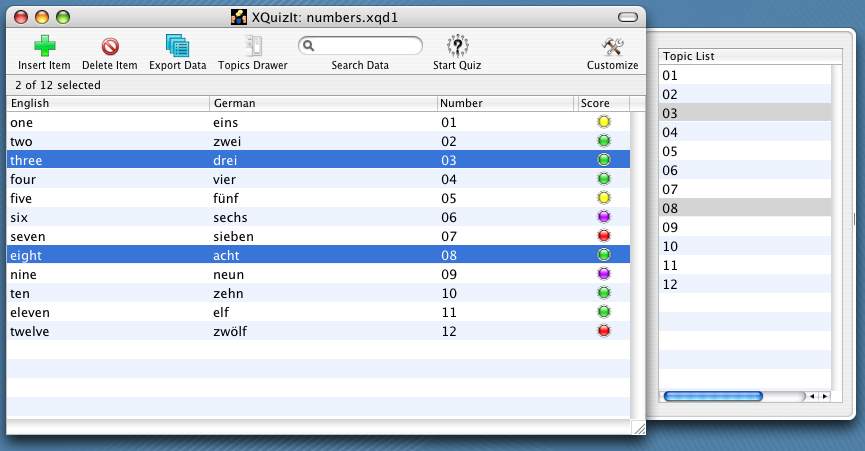 XQuizIt: numbers.xqd1
Insert Item Delete Item Export Data Topics Drawer Search Data Start Quiz Customize
2 of 12 selected
English German Number Score
one eins 01
two zwei 02
three drei 03
four vier 04
five fünf 05
six sechs 06
seven sieben 07
eight acht 08
nine neun 09
ten zehn 10
eleven elf 11
twelve zwölf 12
Topic List
01
02
03
04
05
06
07
08
09
10
11
12